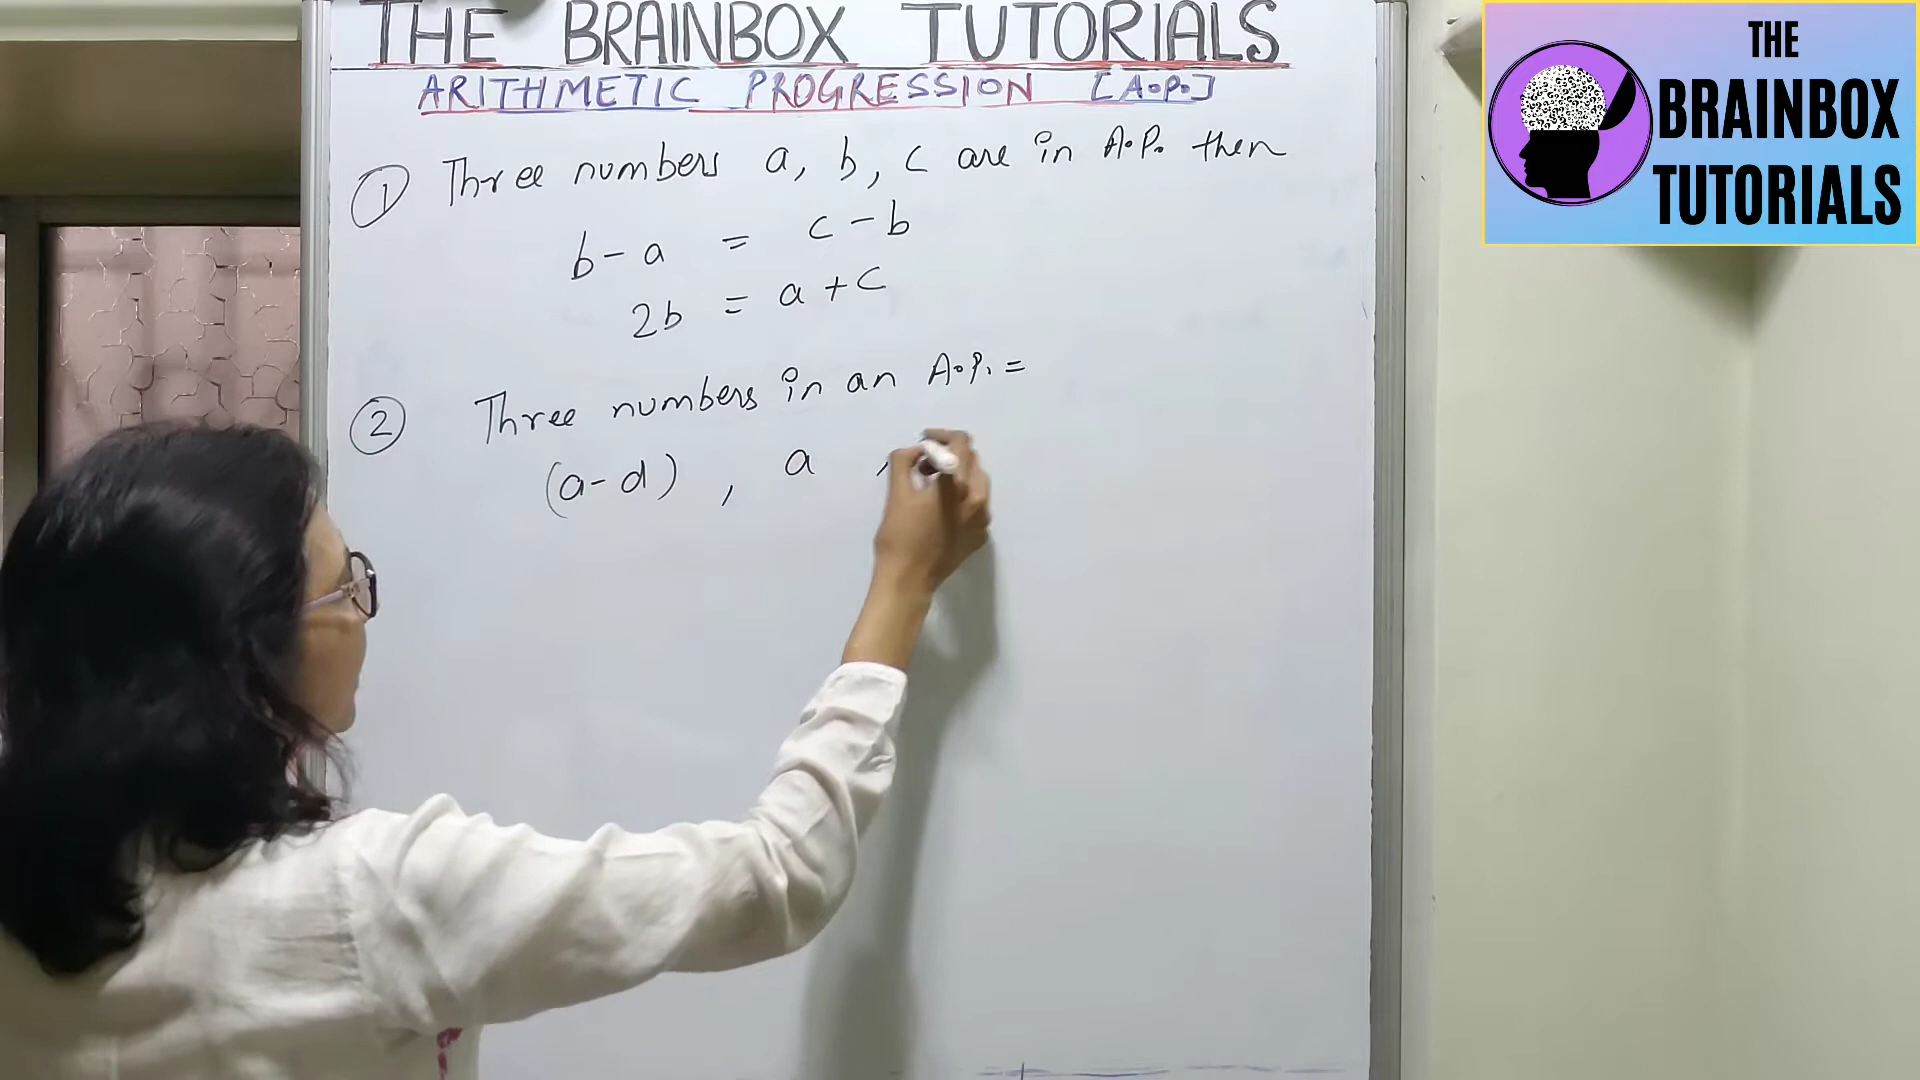 THE BRAINBOX TUTORIALS
ARITHMETIC PROGRESSION [A.P.]
① Three numbers a, b, c are in A.P. then
b - a = c - b
2b = a + c
② Three numbers in an A.P. =
(a - d) , a ,
THE
BRAINBOX
TUTORIALS